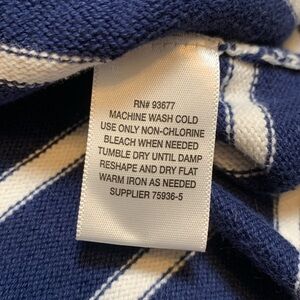 RN# 93677
MACHINE WASH COLD
USE ONLY NON-CHLORINE
BLEACH WHEN NEEDED
TUMBLE DRY UNTIL DAMP
RESHAPE AND DRY FLAT
WARM IRON AS NEEDED
SUPPLIER 75936-5